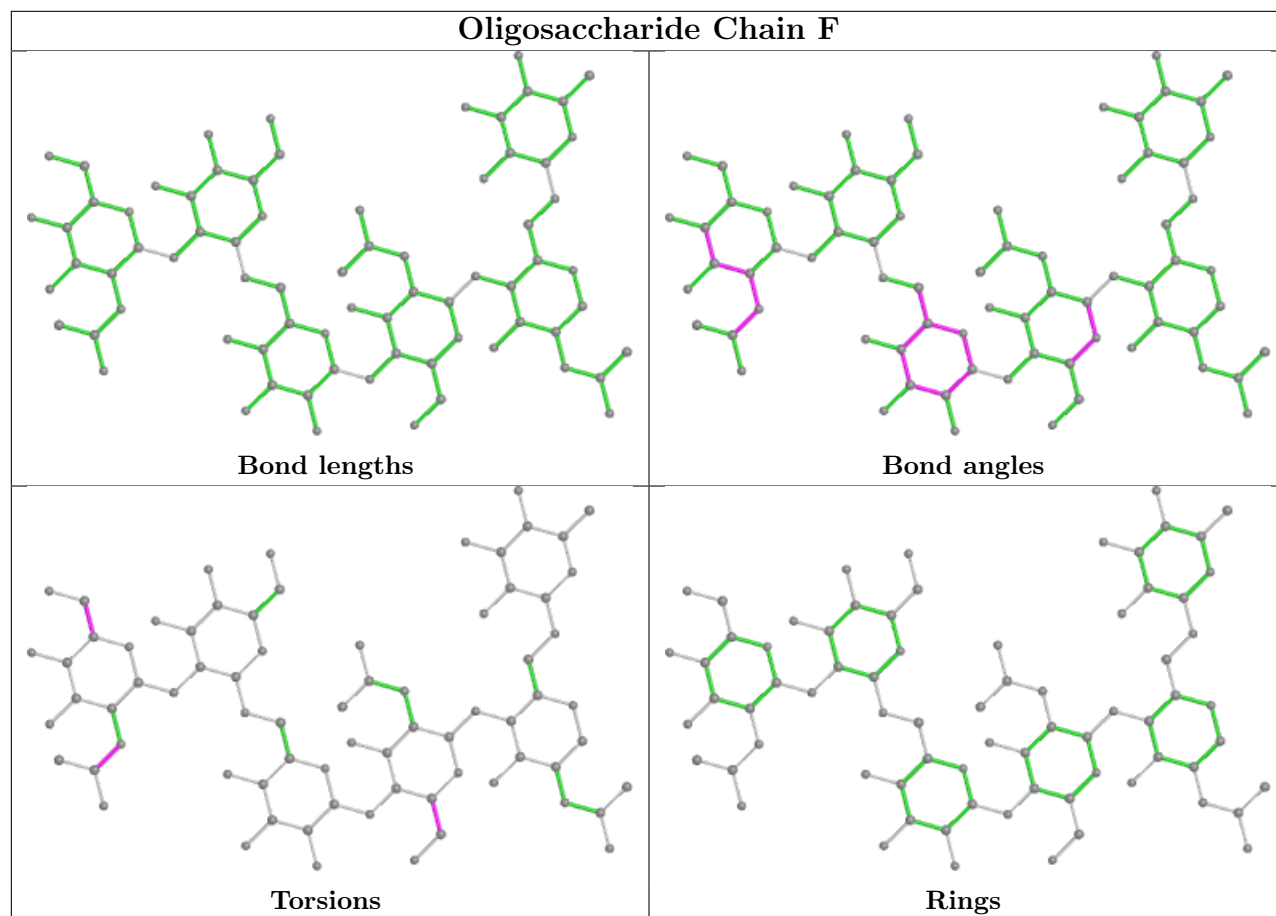 Oligosaccharide Chain F
Bond lengths
Bond angles
Torsions
Rings